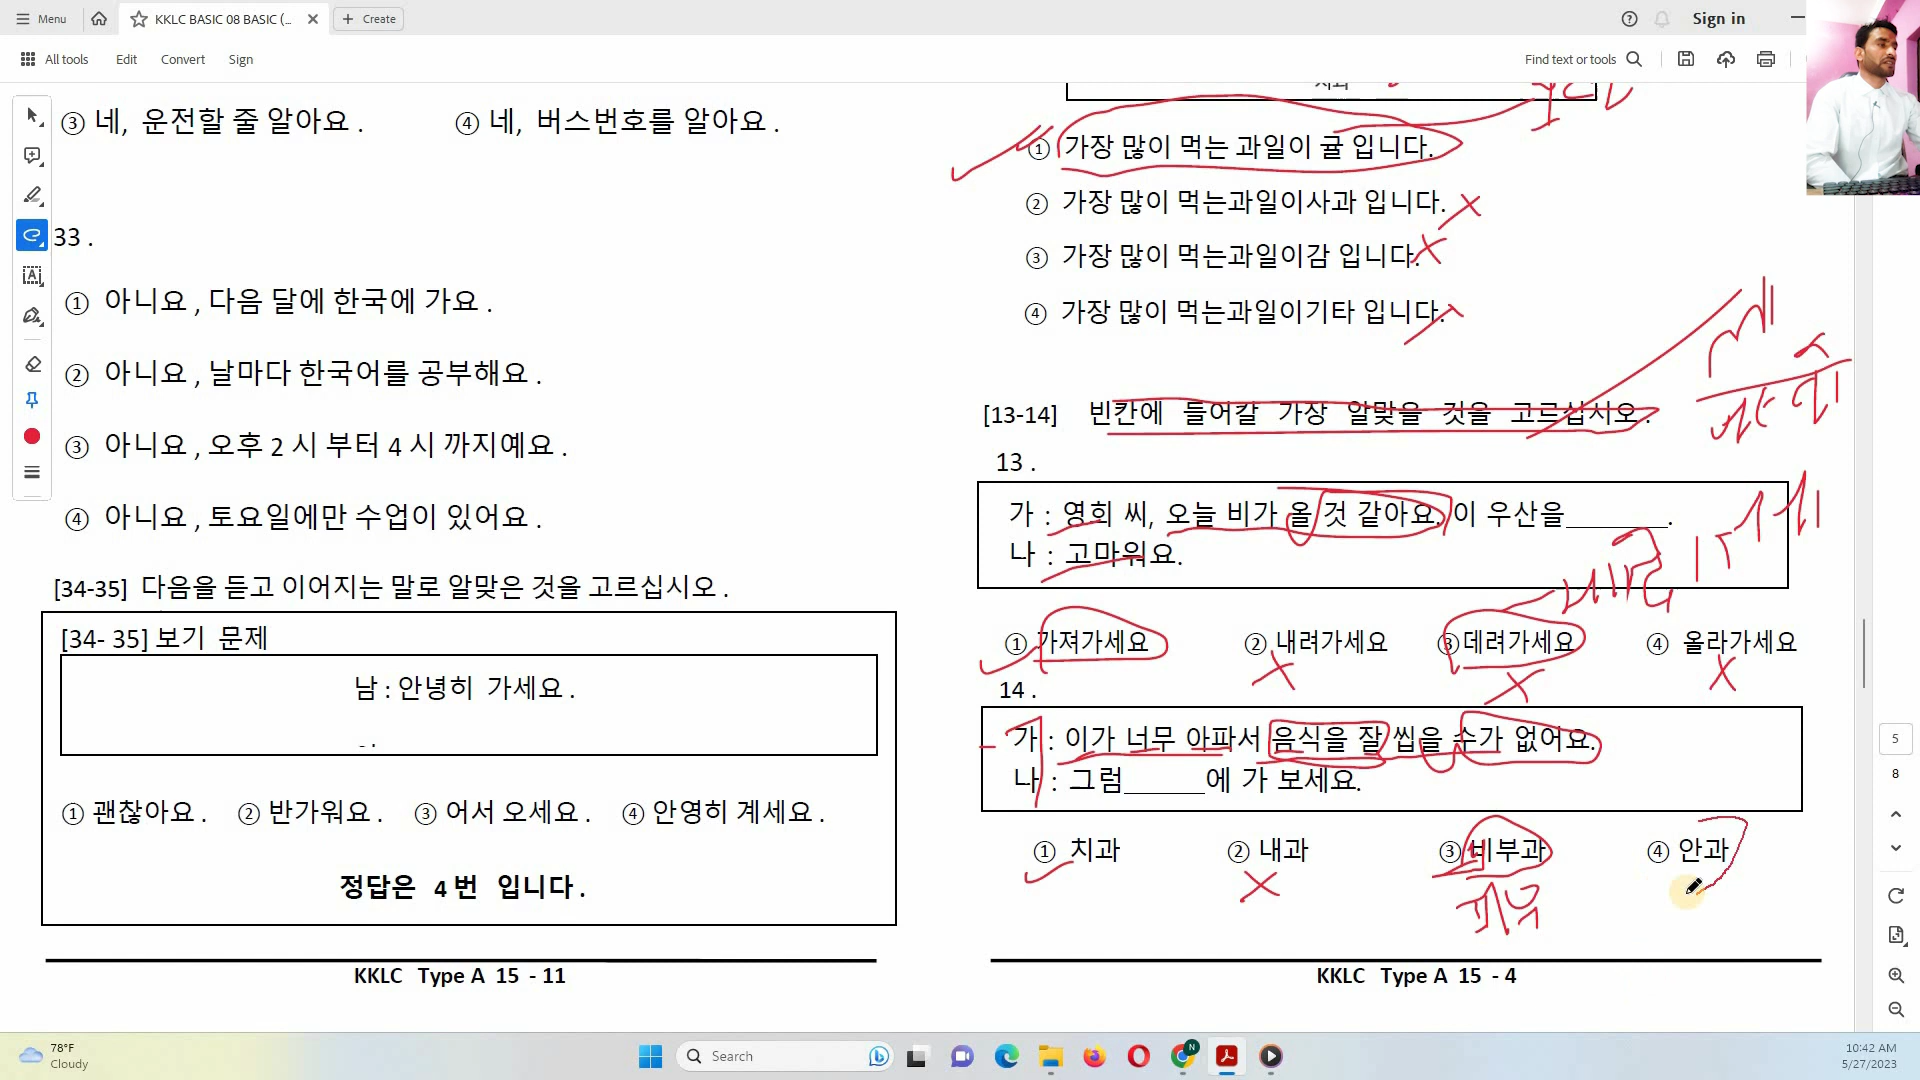 Menu
KKLC BASIC 08 BASIC (...
Create
Sign in
All tools
Edit
Convert
Sign
Find text or tools
③ 네, 운전할 줄 알아요 .
④ 네, 버스번호를 알아요 .
33 .
① 아니요 , 다음 달에 한국에 가요 .
② 아니요 , 날마다 한국어를 공부해요 .
③ 아니요 , 오후 2 시 부터 4 시 까지예요 .
④ 아니요 , 토요일에만 수업이 있어요 .
[34-35] 다음을 듣고 이어지는 말로 알맞은 것을 고르십시오 .
[34- 35] 보기 문제
남 : 안녕히 가세요 .
① 괜찮아요 .
② 반가워요 .
③ 어서 오세요 .
④ 안영히 계세요 .
정답은 4 번 입니다 .
KKLC Type A 15 - 11
① 가장 많이 먹는 과일이 귤 입니다.
② 가장 많이 먹는과일이사과 입니다.
③ 가장 많이 먹는과일이감 입니다.
④ 가장 많이 먹는과일이기타 입니다.
[13-14] 빈칸에 들어갈 가장 알맞을 것을 고르십시오 .
13 .
가 : 영희 씨, 오늘 비가 올 것 같아요. 이 우산을________.
나 : 고마워요.
① 가져가세요
② 내려가세요
③ 데려가세요
④ 올라가세요
14 .
가 : 이가 너무 아파서 음식을 잘 씹을 수가 없어요.
나 : 그럼______에 가 보세요.
① 치과
② 내과
③ 비부과
④ 안과
피부
KKLC Type A 15 - 4
5
8
78°F
Cloudy
Search
N
10:42 AM
5/27/2023